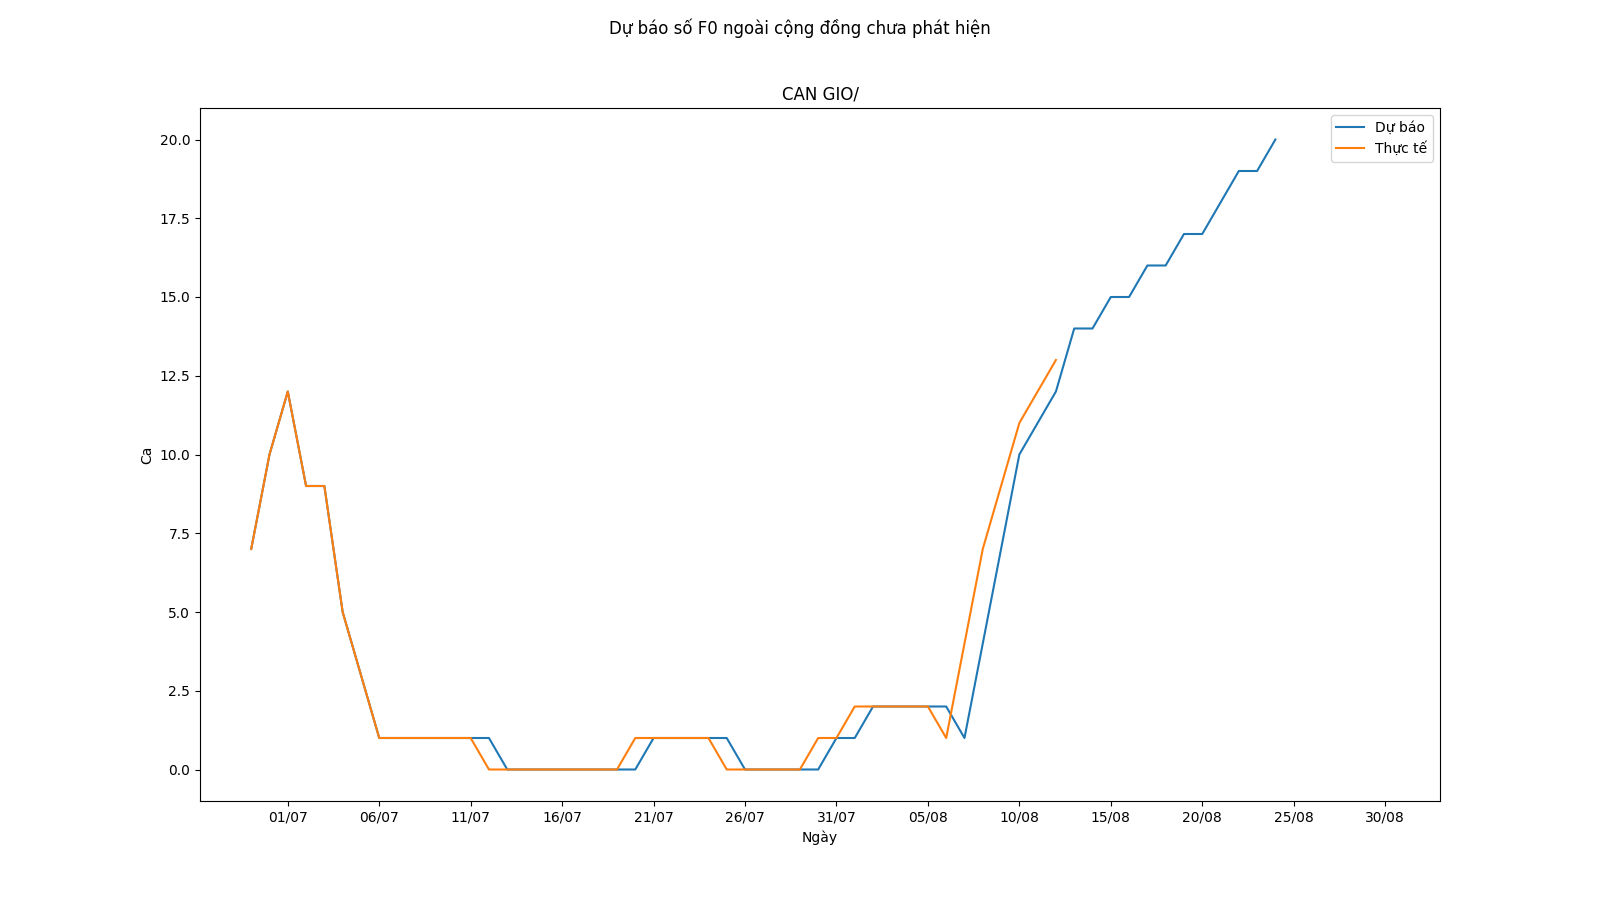 Dự báo số F0 ngoài cộng đồng chưa phát hiện
CAN GIO/
Dự báo
Thực tế
20.0
17.5
15.0
12.5
10.0
7.5
5.0
2.5
0.0
Ca
01/07 06/07 11/07 16/07 21/07 26/07 31/07 05/08 10/08 15/08 20/08 25/08 30/08
Ngày